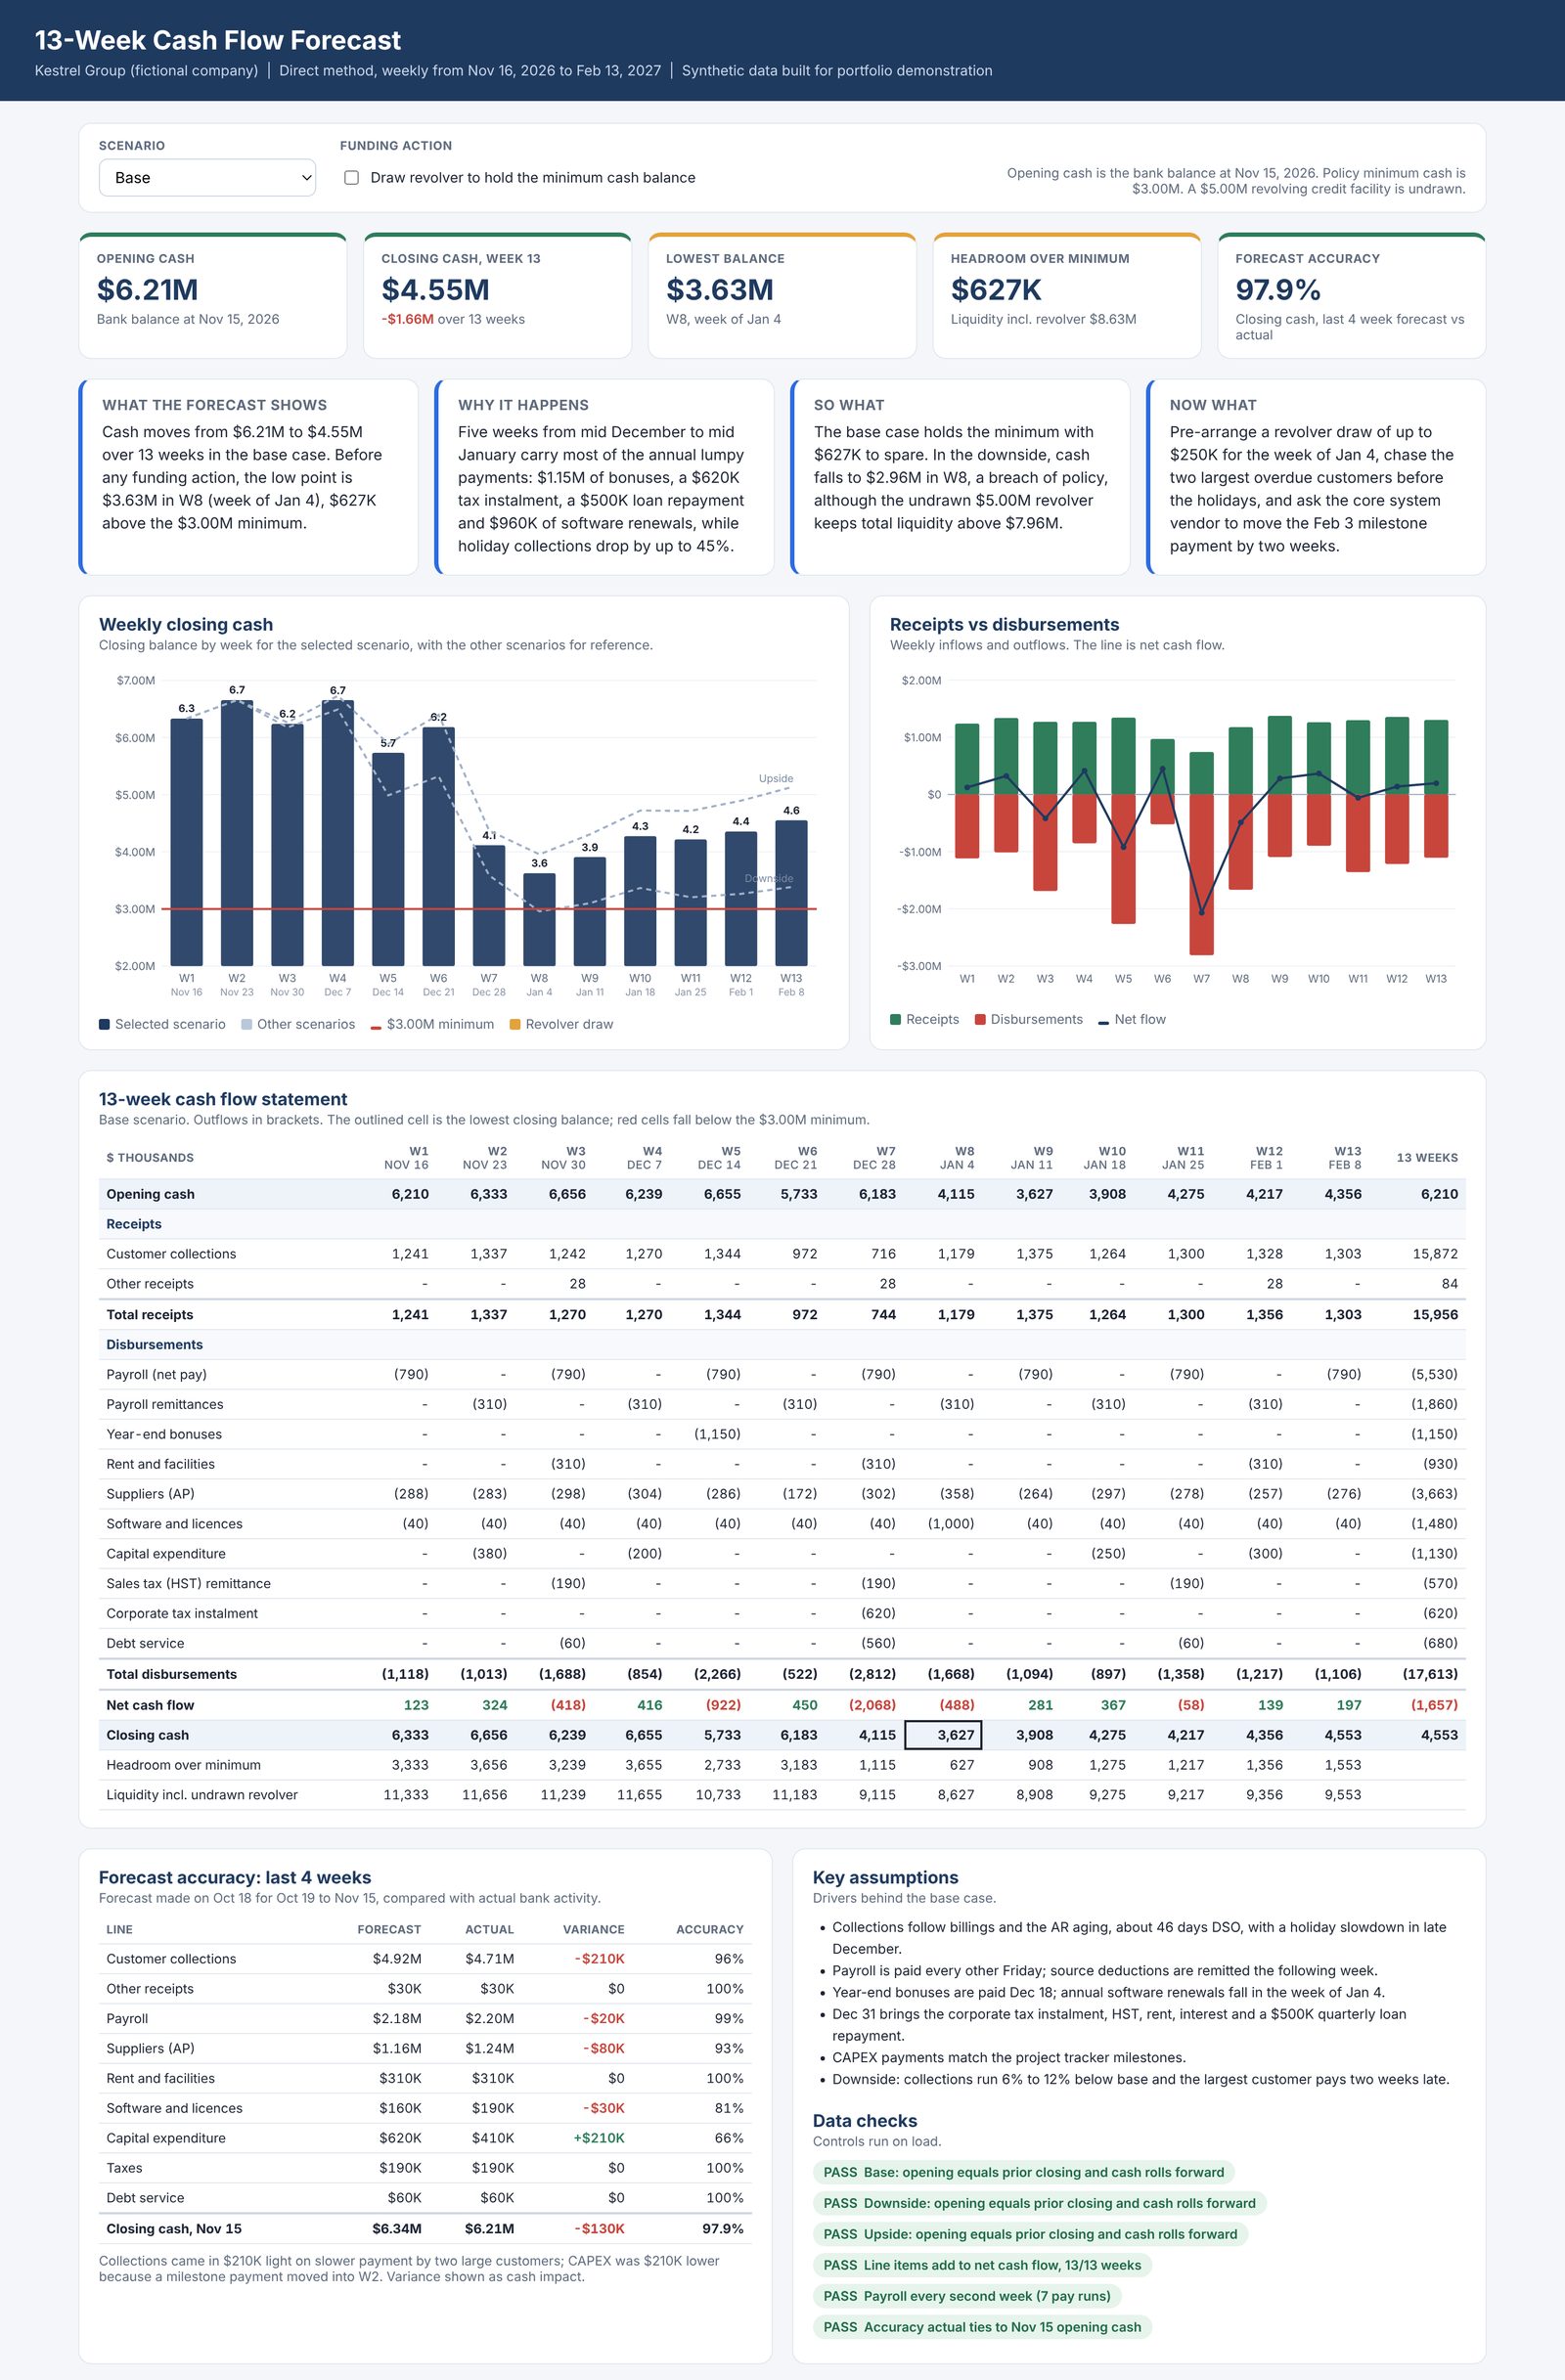 13-Week Cash Flow Forecast
Kestrel Group (fictional company) | Direct method, weekly from Nov 16, 2026 to Feb 13, 2027 | Synthetic data built for portfolio demonstration
SCENARIO
Base
FUNDING ACTION
Draw revolver to hold the minimum cash balance
Opening cash is the bank balance at Nov 15, 2026. Policy minimum cash is
$3.00M. A $5.00M revolving credit facility is undrawn.
OPENING CASH
$6.21M
Bank balance at Nov 15, 2026
CLOSING CASH, WEEK 13
$4.55M
-$1.66M over 13 weeks
LOWEST BALANCE
$3.63M
W8, week of Jan 4
HEADROOM OVER MINIMUM
$627K
Liquidity incl. revolver $8.63M
FORECAST ACCURACY
97.9%
Closing cash, last 4 week forecast vs
actual
WHAT THE FORECAST SHOWS
Cash moves from $6.21M to $4.55M
over 13 weeks in the base case. Before
any funding action, the low point is
$3.63M in W8 (week of Jan 4), $627K
above the $3.00M minimum.
WHY IT HAPPENS
Five weeks from mid December to mid
January carry most of the annual lumpy
payments: $1.15M of bonuses, a $620K
tax instalment, a $500K loan repayment
and $960K of software renewals, while
holiday collections drop by up to 45%.
SO WHAT
The base case holds the minimum with
$627K to spare. In the downside, cash
falls to $2.96M in W8, a breach of policy,
although the undrawn $5.00M revolver
keeps total liquidity above $7.96M.
NOW WHAT
Pre-arrange a revolver draw of up to
$250K for the week of Jan 4, chase the
two largest overdue customers before
the holidays, and ask the core system
vendor to move the Feb 3 milestone
payment by two weeks.
Weekly closing cash
Closing balance by week for the selected scenario, with the other scenarios for reference.
$7.00M
$6.00M
$5.00M
$4.00M
$3.00M
$2.00M
6.3 6.7 6.2 6.7 5.7 6.2 4.1 3.6 3.9 4.3 4.2 4.4 4.6
Upside
Downside
W1 W2 W3 W4 W5 W6 W7 W8 W9 W10 W11 W12 W13
Nov 16 Nov 23 Nov 30 Dec 7 Dec 14 Dec 21 Dec 28 Jan 4 Jan 11 Jan 18 Jan 25 Feb 1 Feb 8
Selected scenario Other scenarios $3.00M minimum Revolver draw
Receipts vs disbursements
Weekly inflows and outflows. The line is net cash flow.
$2.00M
$1.00M
$0
-$1.00M
-$2.00M
-$3.00M
W1 W2 W3 W4 W5 W6 W7 W8 W9 W10 W11 W12 W13
Receipts Disbursements Net flow
13-week cash flow statement
Base scenario. Outflows in brackets. The outlined cell is the lowest closing balance; red cells fall below the $3.00M minimum.
$ THOUSANDS W1 W2 W3 W4 W5 W6 W7 W8 W9 W10 W11 W12 W13 13 WEEKS
NOV 16 NOV 23 NOV 30 DEC 7 DEC 14 DEC 21 DEC 28 JAN 4 JAN 11 JAN 18 JAN 25 FEB 1 FEB 8
Opening cash 6,210 6,333 6,656 6,239 6,655 5,733 6,183 4,115 3,627 3,908 4,275 4,217 4,356 6,210
Receipts
Customer collections 1,241 1,337 1,242 1,270 1,344 972 716 1,179 1,375 1,264 1,300 1,328 1,303 15,872
Other receipts - - 28 - - - 28 - - - - 28 - 84
Total receipts 1,241 1,337 1,270 1,270 1,344 972 744 1,179 1,375 1,264 1,300 1,356 1,303 15,956
Disbursements
Payroll (net pay) (790) - (790) - (790) - (790) - (790) - (790) - (790) (5,530)
Payroll remittances - (310) - (310) - (310) - (310) - (310) - (310) - (1,860)
Year-end bonuses - - - - (1,150) - - - - - - - - (1,150)
Rent and facilities - - (310) - - - (310) - - - - (310) - (930)
Suppliers (AP) (288) (283) (298) (304) (286) (172) (302) (358) (264) (297) (278) (257) (276) (3,663)
Software and licences (40) (40) (40) (40) (40) (40) (40) (1,000) (40) (40) (40) (40) (40) (1,480)
Capital expenditure - (380) - (200) - - - - - (250) - (300) - (1,130)
Sales tax (HST) remittance - - (190) - - - (190) - - - (190) - - (570)
Corporate tax instalment - - - - - - (620) - - - - - - (620)
Debt service - - (60) - - - (560) - - - (60) - - (680)
Total disbursements (1,118) (1,013) (1,688) (854) (2,266) (522) (2,812) (1,668) (1,094) (897) (1,358) (1,217) (1,106) (17,613)
Net cash flow 123 324 (418) 416 (922) 450 (2,068) (488) 281 367 (58) 139 197 (1,657)
Closing cash 6,333 6,656 6,239 6,655 5,733 6,183 4,115 3,627 3,908 4,275 4,217 4,356 4,553 4,553
Headroom over minimum 3,333 3,656 3,239 3,655 2,733 3,183 1,115 627 908 1,275 1,217 1,356 1,553
Liquidity incl. undrawn revolver 11,333 11,656 11,239 11,655 10,733 11,183 9,115 8,627 8,908 9,275 9,217 9,356 9,553
Forecast accuracy: last 4 weeks
Forecast made on Oct 18 for Oct 19 to Nov 15, compared with actual bank activity.
LINE FORECAST ACTUAL VARIANCE ACCURACY
Customer collections $4.92M $4.71M -$210K 96%
Other receipts $30K $30K $0 100%
Payroll $2.18M $2.20M -$20K 99%
Suppliers (AP) $1.16M $1.24M -$80K 93%
Rent and facilities $310K $310K $0 100%
Software and licences $160K $190K -$30K 81%
Capital expenditure $620K $410K +$210K 66%
Taxes $190K $190K $0 100%
Debt service $60K $60K $0 100%
Closing cash, Nov 15 $6.34M $6.21M -$130K 97.9%
Collections came in $210K light on slower payment by two large customers; CAPEX was $210K lower
because a milestone payment moved into W2. Variance shown as cash impact.
Key assumptions
Drivers behind the base case.
• Collections follow billings and the AR aging, about 46 days DSO, with a holiday slowdown in late
December.
• Payroll is paid every other Friday; source deductions are remitted the following week.
• Year-end bonuses are paid Dec 18; annual software renewals fall in the week of Jan 4.
• Dec 31 brings the corporate tax instalment, HST, rent, interest and a $500K quarterly loan
repayment.
• CAPEX payments match the project tracker milestones.
• Downside: collections run 6% to 12% below base and the largest customer pays two weeks late.
Data checks
Controls run on load.
PASS Base: opening equals prior closing and cash rolls forward
PASS Downside: opening equals prior closing and cash rolls forward
PASS Upside: opening equals prior closing and cash rolls forward
PASS Line items add to net cash flow, 13/13 weeks
PASS Payroll every second week (7 pay runs)
PASS Accuracy actual ties to Nov 15 opening cash